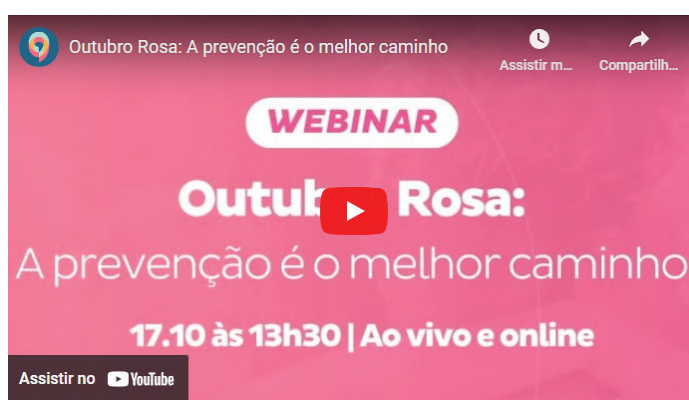 Outubro Rosa: A prevenção é o melhor caminho
Assistir m...
Compartilh...
WEBINAR
Outub Rosa:
A prevenção é o melhor caminho
17.10 às 13h30 | Ao vivo e online
Assistir no YouTube